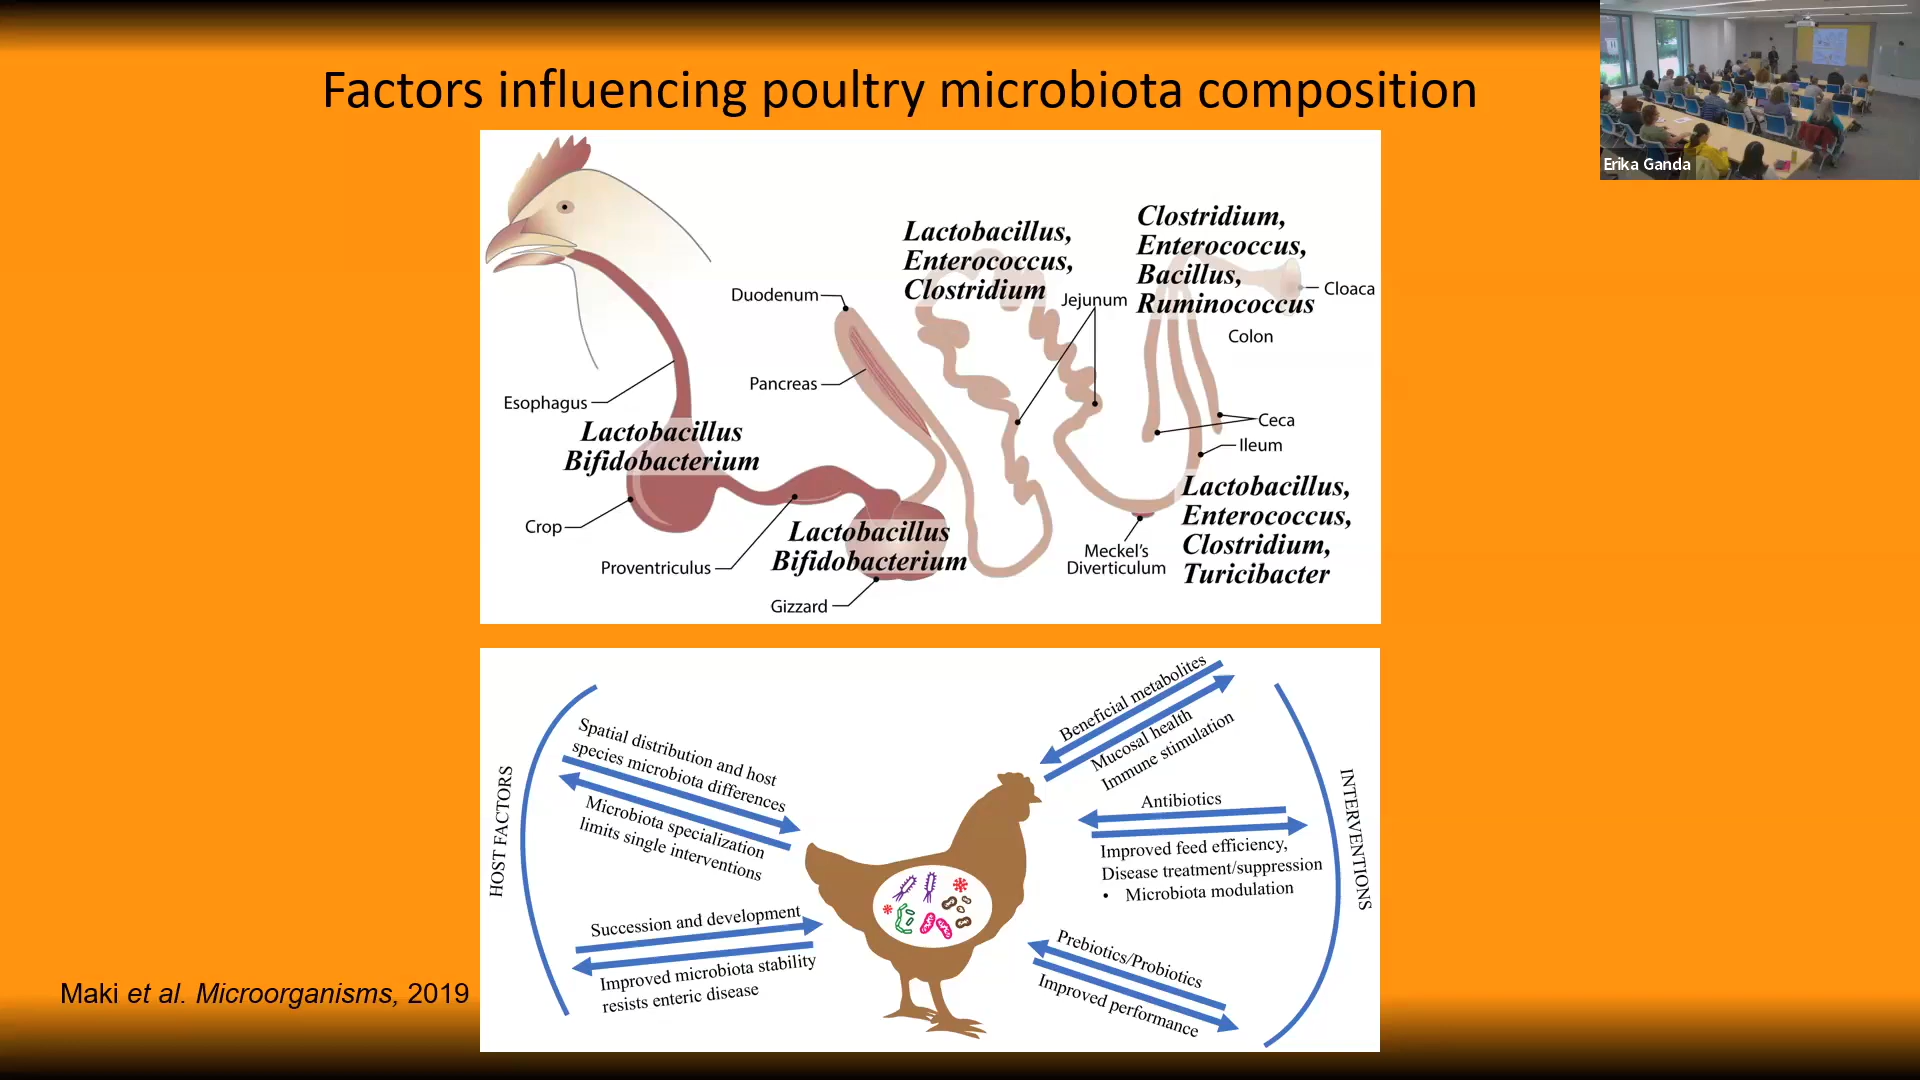 Factors influencing poultry microbiota composition
Erika Ganda
Lactobacillus,
Enterococcus,
Clostridium
Clostridium,
Enterococcus,
Bacillus,
Ruminococcus
Duodenum
Jejunum
Cloaca
Colon
Pancreas
Esophagus
Lactobacillus
Bifidobacterium
Ceca
Ileum
Crop
Proventriculus
Lactobacillus
Bifidobacterium
Gizzard
Meckel's
Diverticulum
Lactobacillus,
Enterococcus,
Clostridium,
Turicibacter
HOST FACTORS
Spatial distribution and host
species microbiota differences
Microbiota specialization
limits single interventions
Succession and development
Improved microbiota stability
resists enteric disease
Beneficial metabolites
Mucosal health
Immune stimulation
Antibiotics
Improved feed efficiency,
Disease treatment/suppression
• Microbiota modulation
Prebiotics/Probiotics
Improved performance
INTERVENTIONS
Maki et al. Microorganisms, 2019